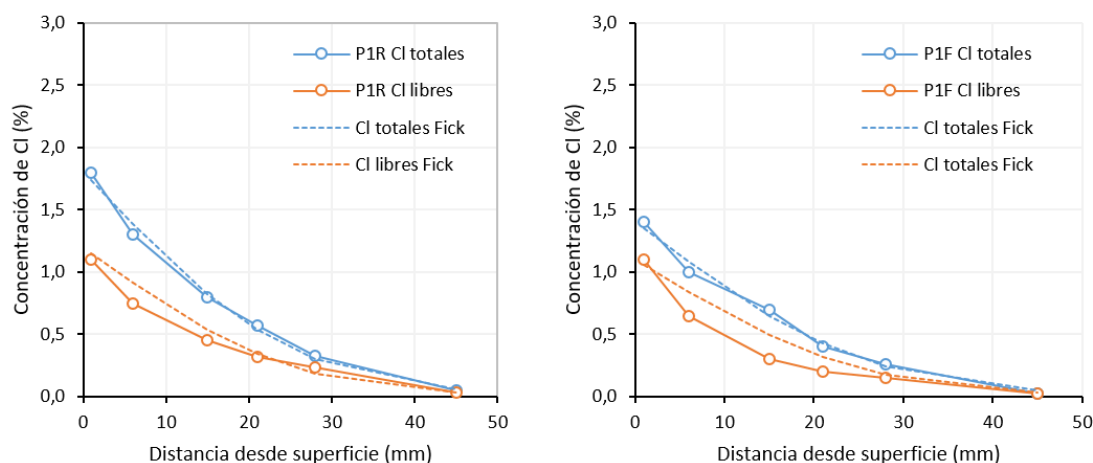 3,0
2,5
2,0
1,5
1,0
0,5
0,0
Concentración de Cl (%)
P1R Cl totales
P1R Cl libres
Cl totales Fick
Cl libres Fick
0 10 20 30 40 50
Distancia desde superficie (mm)
3,0
2,5
2,0
1,5
1,0
0,5
0,0
Concentración de Cl (%)
P1F Cl totales
P1F Cl libres
Cl totales Fick
Cl totales Fick
0 10 20 30 40 50
Distancia desde superficie (mm)